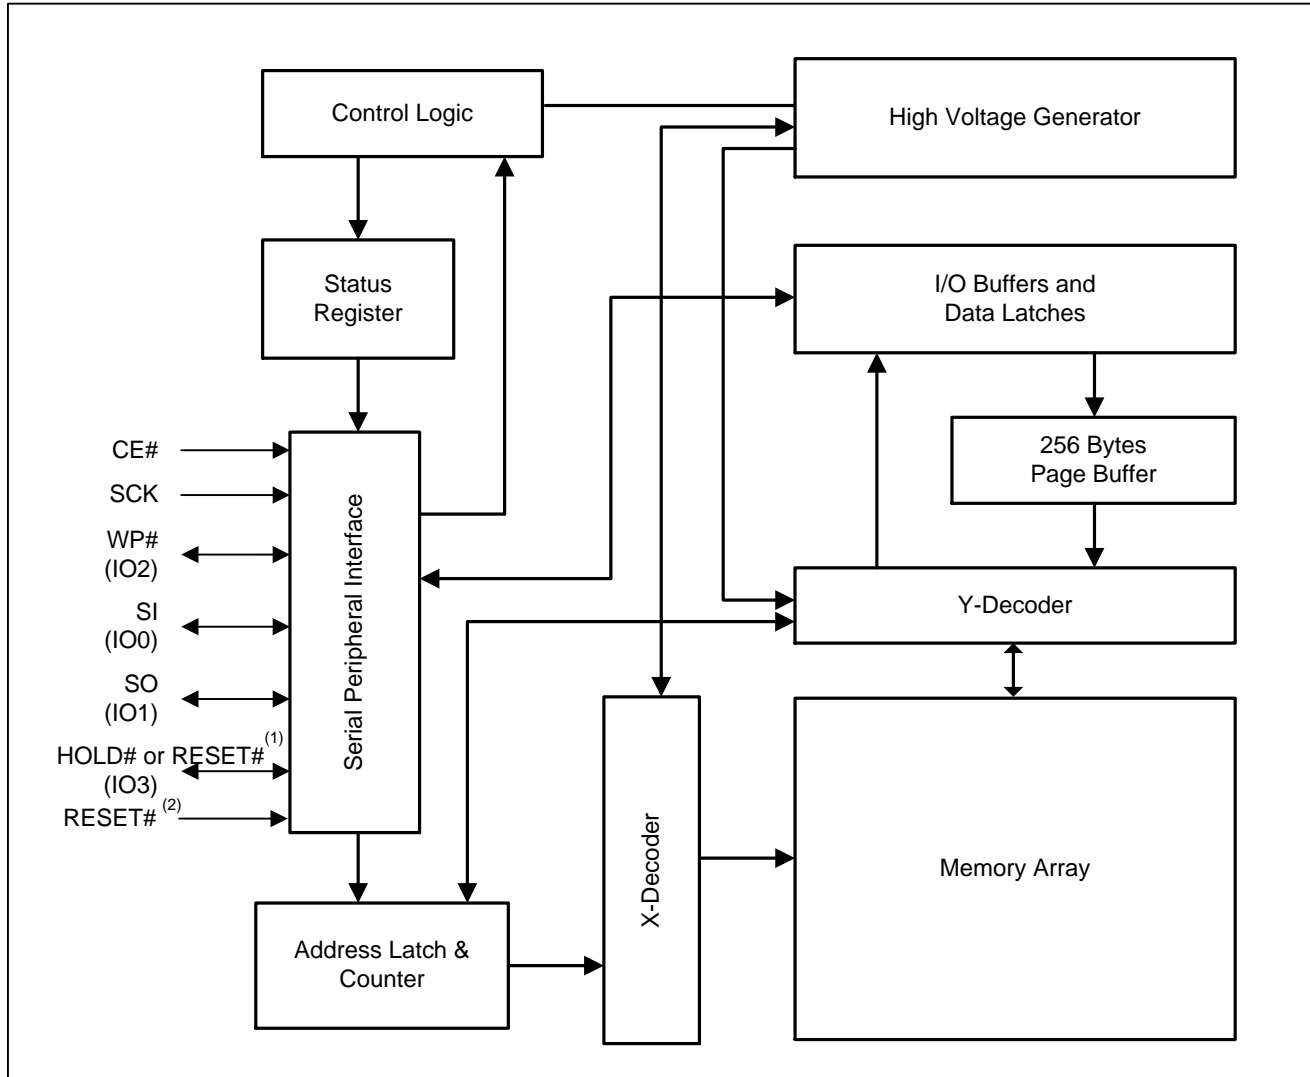 Control Logic
High Voltage Generator
Status
Register
I/O Buffers and
Data Latches
256 Bytes
Page Buffer
Y-Decoder
CE#
SCK
WP#
(IO2)
SI
(IO0)
SO
(IO1)
HOLD# or RESET# (1)
(IO3)
RESET# (2)
Serial Peripheral Interface
X-Decoder
Memory Array
Address Latch &
Counter